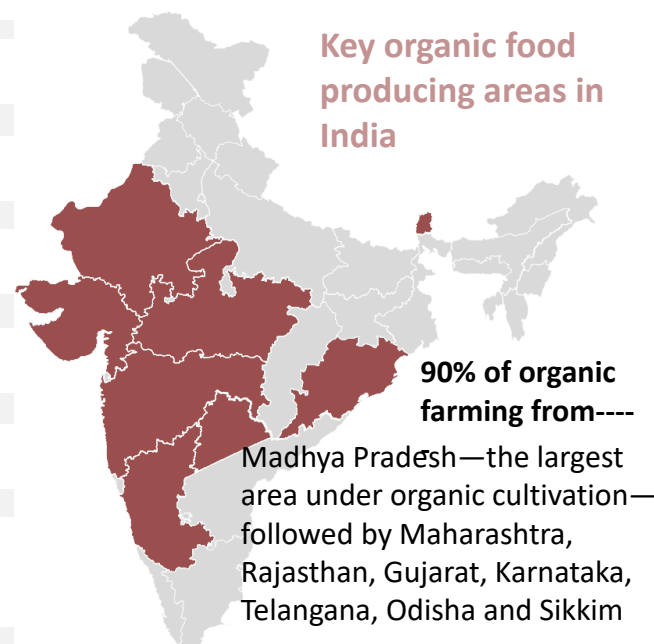 Key organic food
producing areas in
India
90% of organic
farming from----
-
Madhya Pradesh—the largest
area under organic cultivation—
followed by Maharashtra,
Rajasthan, Gujarat, Karnataka,
Telangana, Odisha and Sikkim